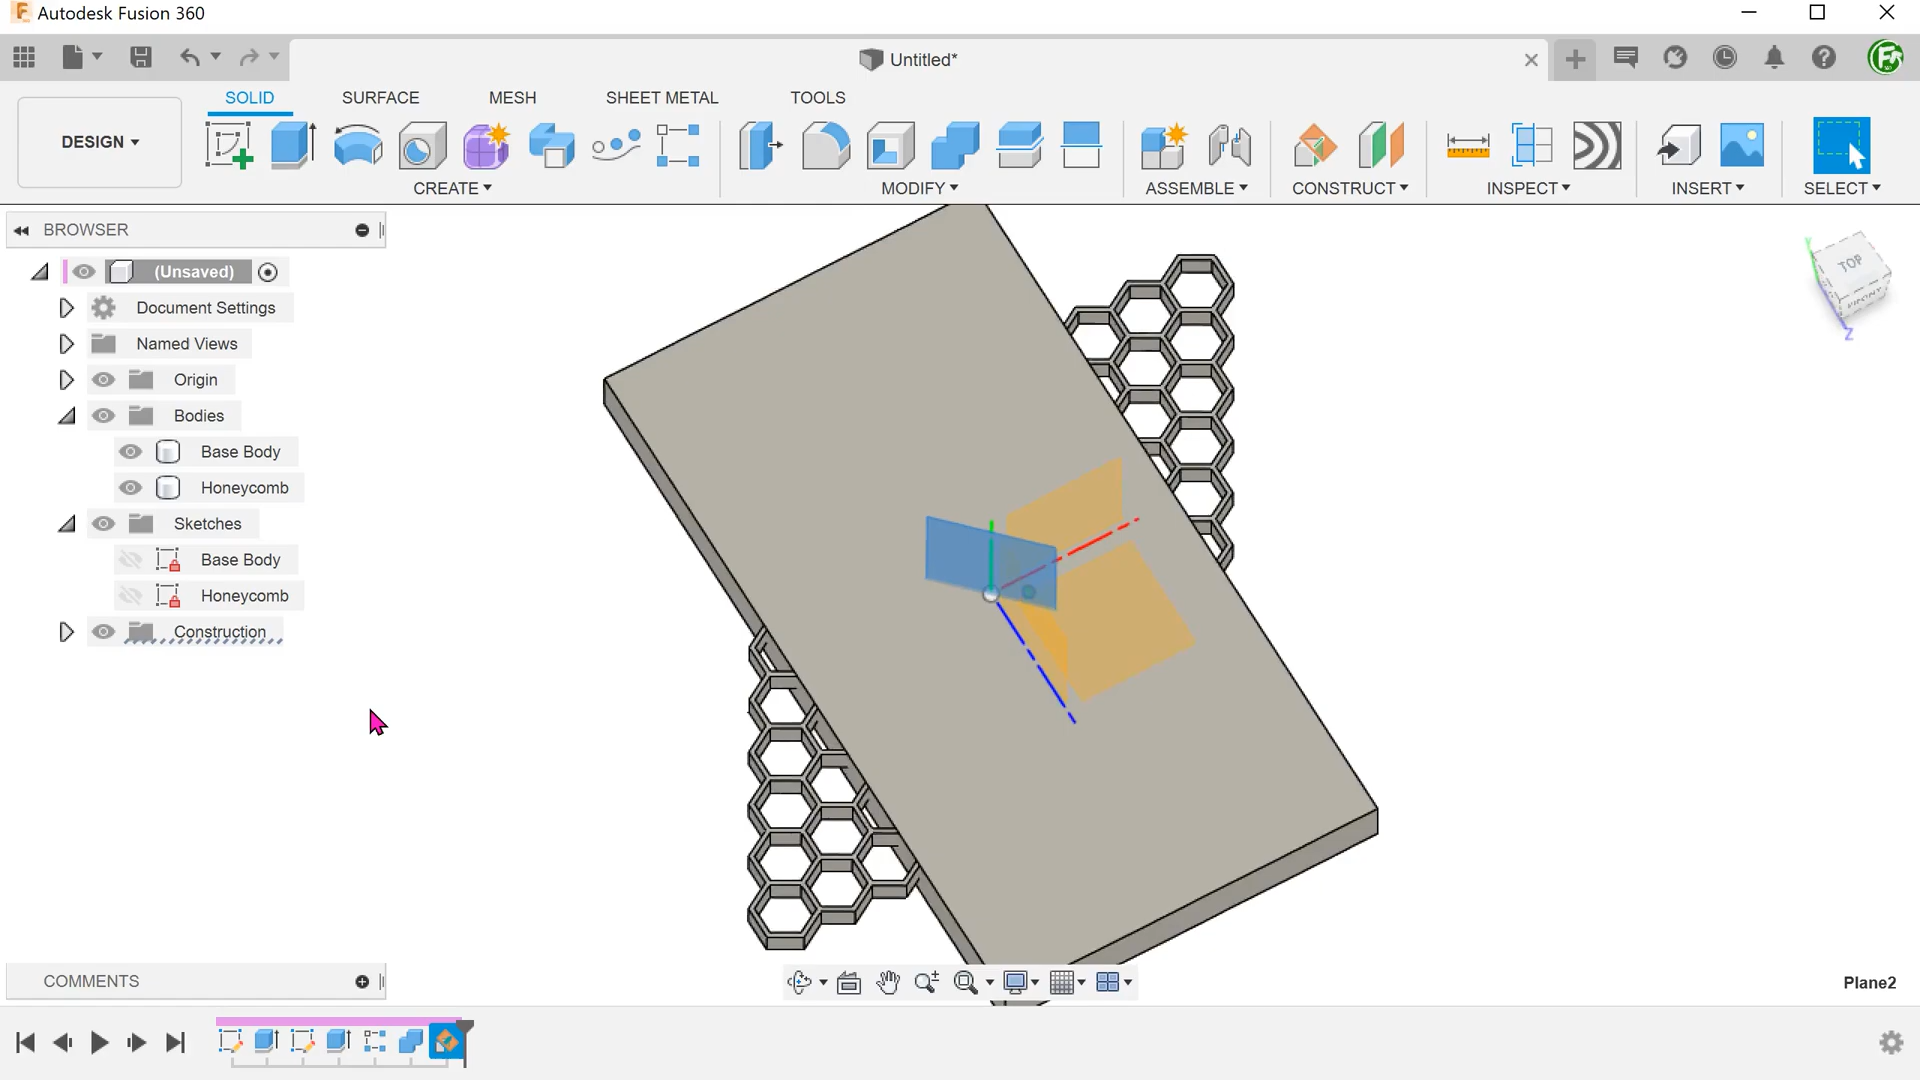 Autodesk Fusion 360
Untitled*
SOLID SURFACE MESH SHEET METAL TOOLS
DESIGN
CREATE MODIFY ASSEMBLE CONSTRUCT INSPECT INSERT SELECT
BROWSER
(Unsaved)
Document Settings
Named Views
Origin
Bodies
Base Body
Honeycomb
Sketches
Base Body
Honeycomb
Construction
TOP
FRONT
Y
Z
COMMENTS
Plane2